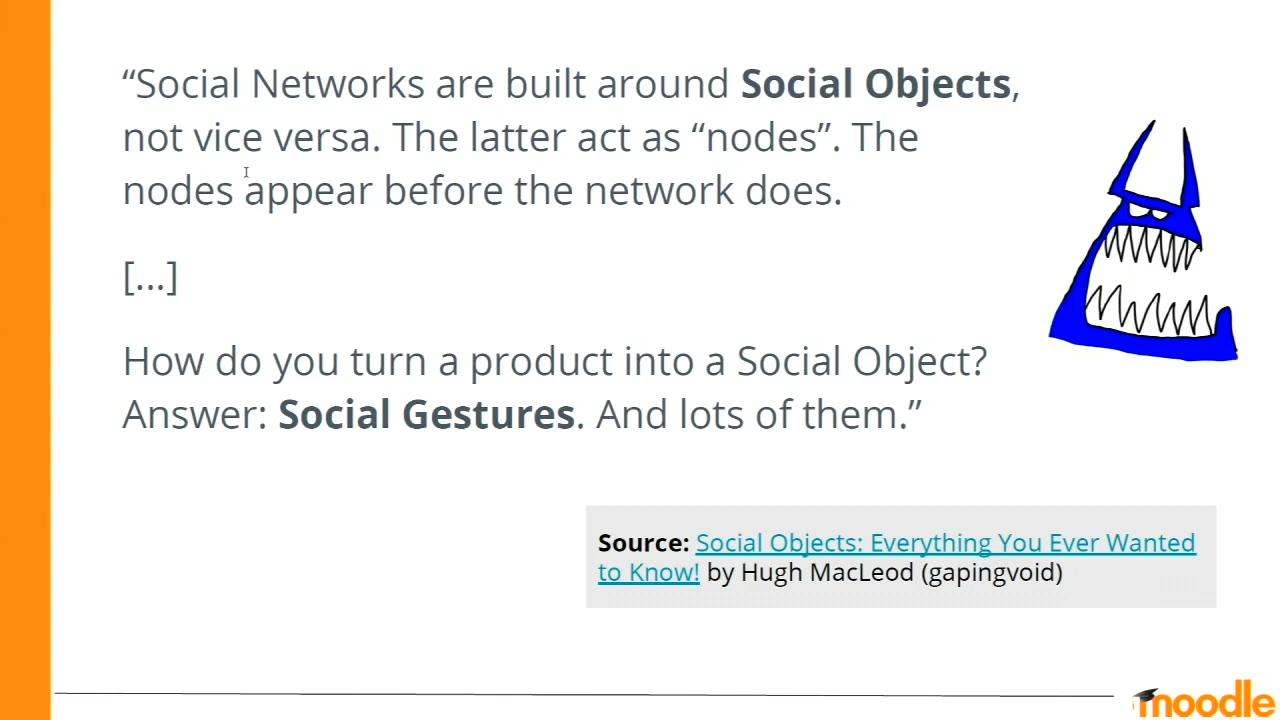 “Social Networks are built around Social Objects,
not vice versa. The latter act as “nodes”. The
nodes appear before the network does.
[...]
How do you turn a product into a Social Object?
Answer: Social Gestures. And lots of them.”
Source: Social Objects: Everything You Ever Wanted
to Know! by Hugh MacLeod (gapingvoid)
moodle